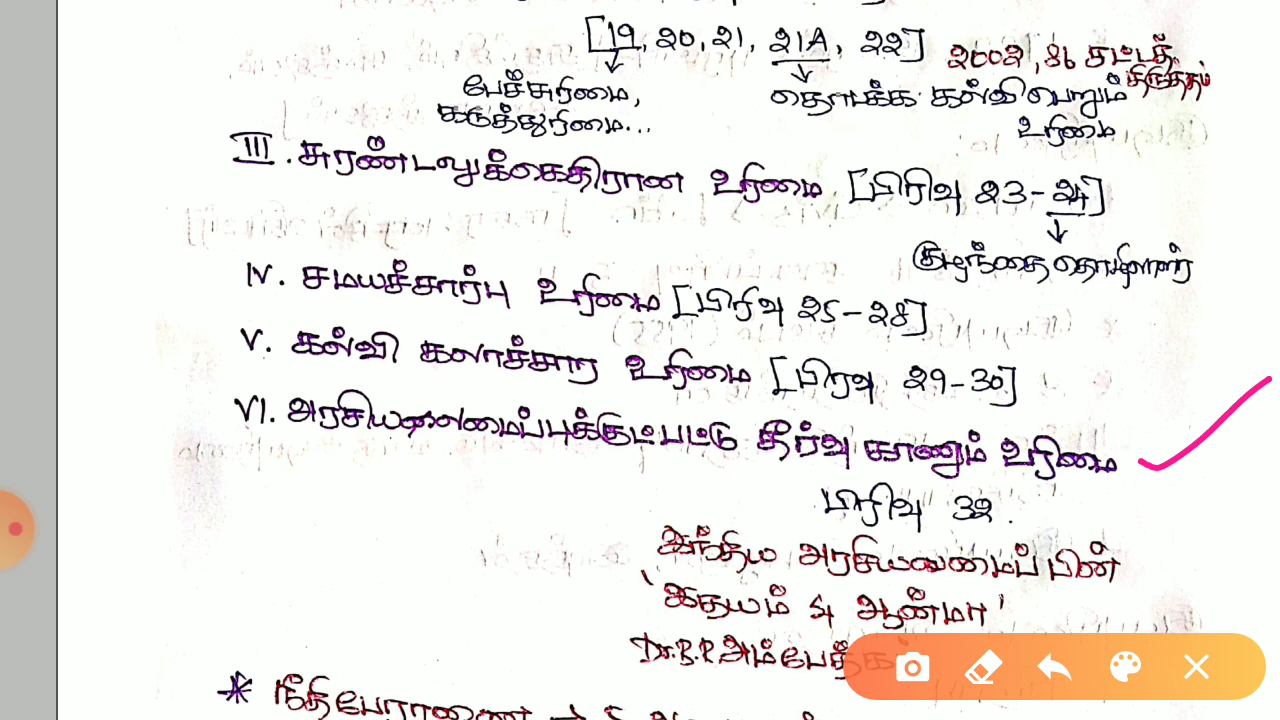 [19, 20, 21, 21A, 22] 2002, 86 சட்டத்
திருத்தம்
பேச்சுரிமை, தொடக்க கல்வி பெறும்
கருத்துரிமை... உரிமை
III. சுரண்டலுக்கெதிரான உரிமை [பிரிவு 23-24]
குழந்தை தொழிலாளர்
IV. சமயச்சார்பு உரிமை [பிரிவு 25-28]
V. கல்வி கலாச்சார உரிமை [பிரவு 29-30]
VI. அரசியலமைப்புக்குட்பட்டு தீர்வு காணும் உரிமை
பிரிவு 32.
இந்திய அரசியலமைப்பின்
'இதயம் & ஆன்மா'
Dr.B.R.அம்பேத்க
* நீதிப்பேராணை